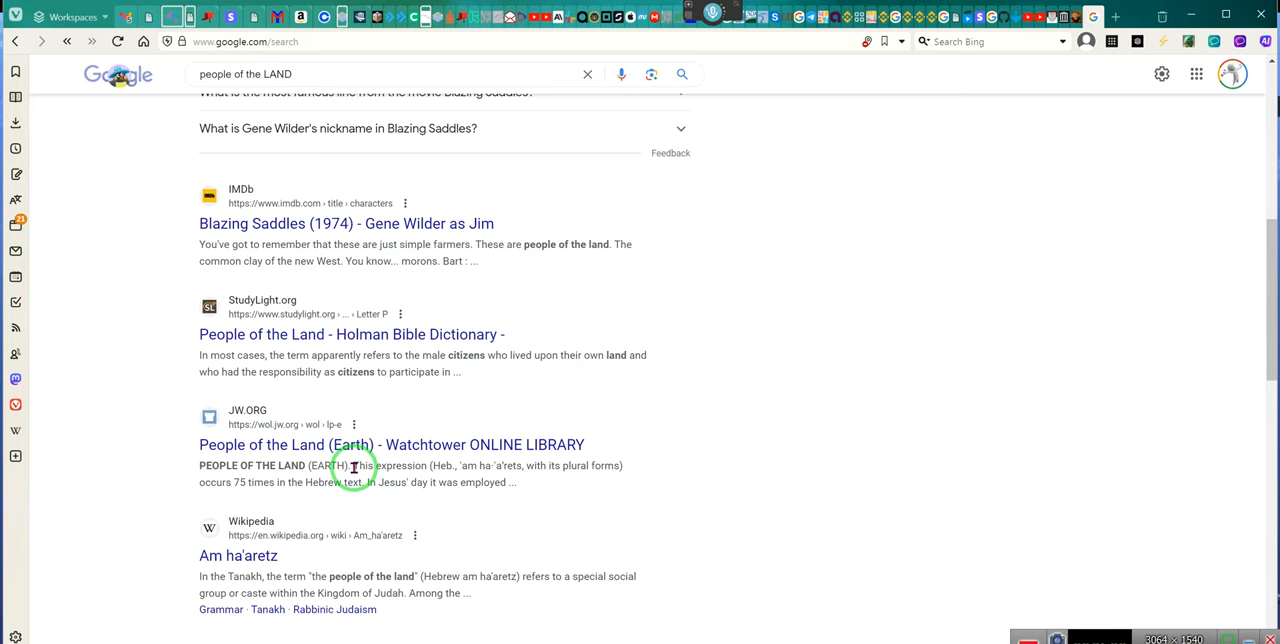 Workspaces
www.google.com/search
Search Bing
Google
people of the LAND
What is the most famous line from the movie Blazing Saddles?
What is Gene Wilder's nickname in Blazing Saddles?
Feedback
IMDb
https://www.imdb.com › title › characters
Blazing Saddles (1974) - Gene Wilder as Jim
You've got to remember that these are just simple farmers. These are people of the land. The
common clay of the new West. You know... morons. Bart : ...
StudyLight.org
https://www.studylight.org › ... › Letter P
People of the Land - Holman Bible Dictionary -
In most cases, the term apparently refers to the male citizens who lived upon their own land and
who had the responsibility as citizens to participate in ...
JW.ORG
https://wol.jw.org › wol › lp-e
People of the Land (Earth) - Watchtower ONLINE LIBRARY
PEOPLE OF THE LAND (EARTH). This expression (Heb., ʽam ha·ʼaʹrets, with its plural forms)
occurs 75 times in the Hebrew text. In Jesus' day it was employed ...
Wikipedia
https://en.wikipedia.org › wiki › Am_ha'aretz
Am ha'aretz
In the Tanakh, the term "the people of the land" (Hebrew am ha'aretz) refers to a special social
group or caste within the Kingdom of Judah. Among the ...
Grammar · Tanakh · Rabbinic Judaism
21
SL
W
AI
3064 × 1540